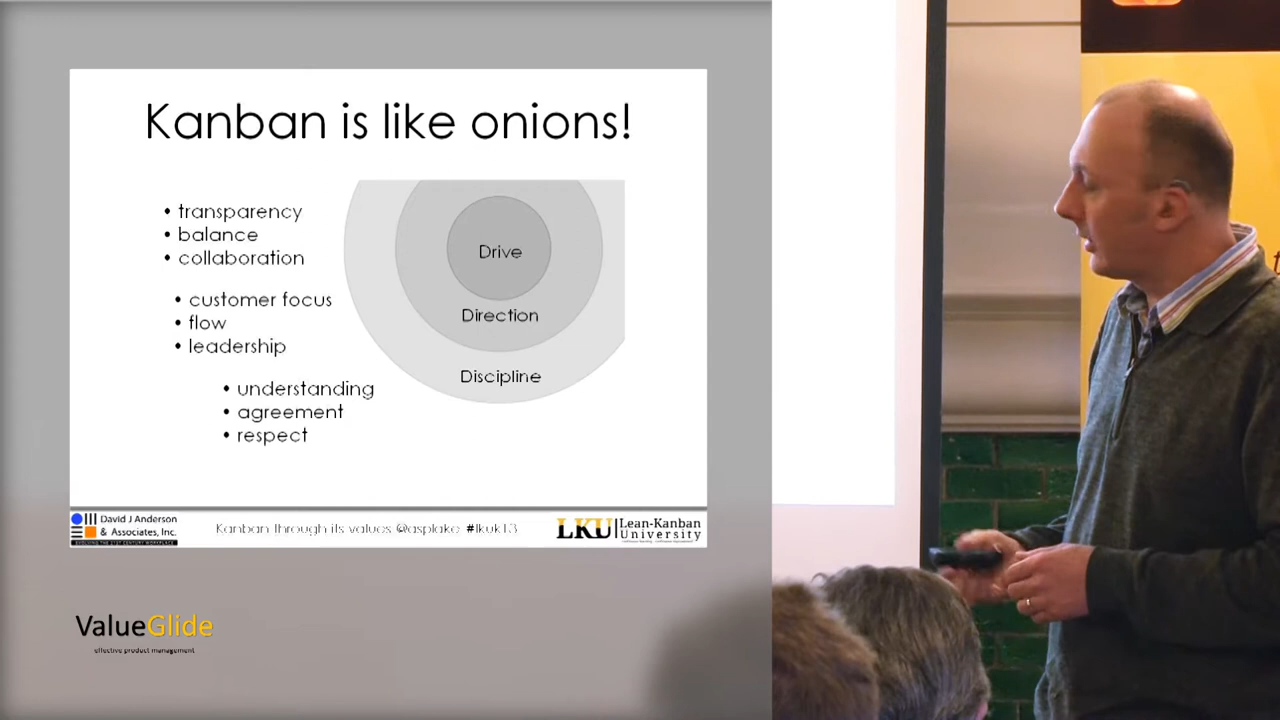 Kanban is like onions!
• transparency
• balance
• collaboration
• customer focus
• flow
• leadership
• understanding
• agreement
• respect
Drive
Direction
Discipline
David J Anderson
& Associates, Inc.
Kanban through its values @asplake #lkuk13
LKU
Lean-Kanban
University
ValueGlide
effective product management